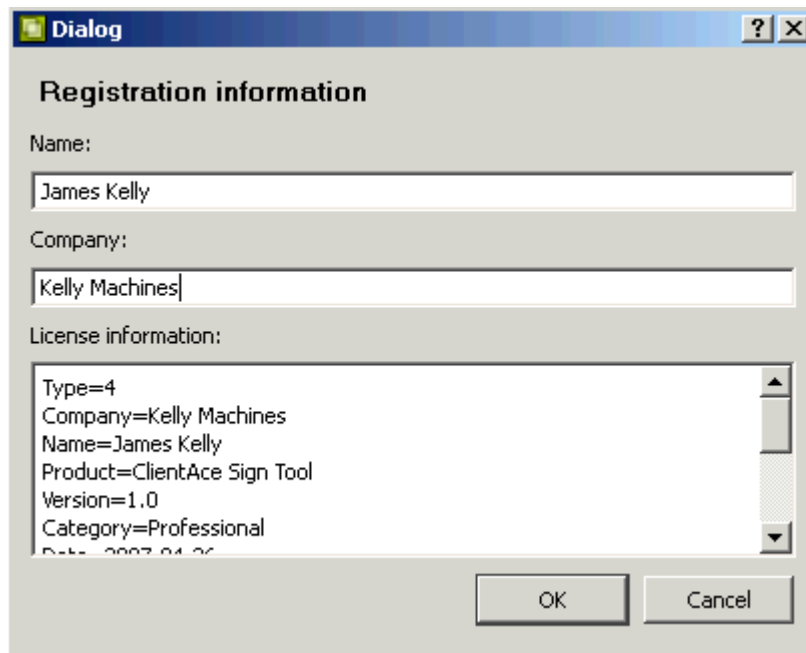 Dialog
Registration information
Name:
James Kelly
Company:
Kelly Machines
License information:
Type=4
Company=Kelly Machines
Name=James Kelly
Product=ClientAce Sign Tool
Version=1.0
Category=Professional
OK
Cancel